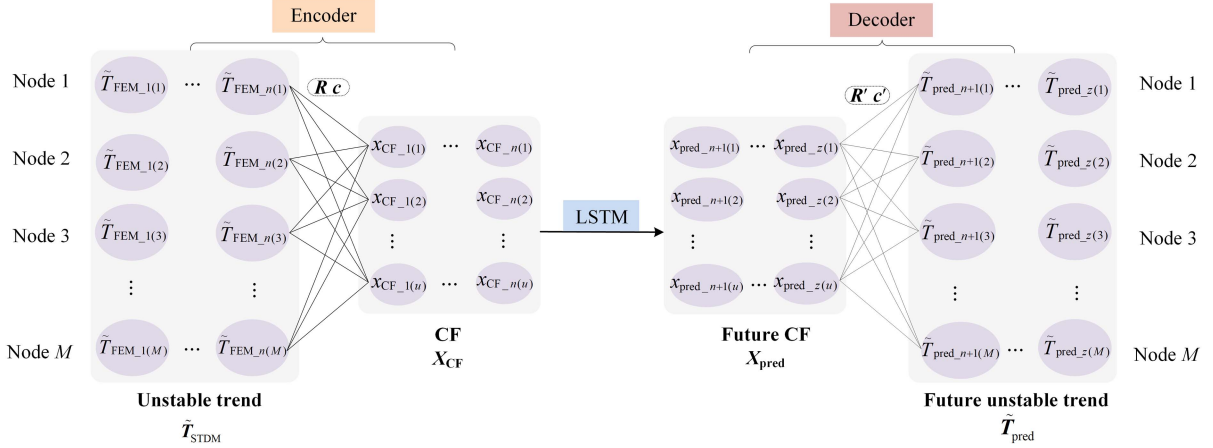 Encoder
Decoder
Node 1
T̃FEM_1(1) ... T̃FEM_n(1)
R c
R' c'
T̃pred_n+1(1) ... T̃pred_z(1)
Node 1
Node 2
T̃FEM_1(2) T̃FEM_n(2)
xCF_1(1) ... xCF_n(1)
xpred_n+1(1) ... xpred_z(1)
T̃pred_n+1(2) T̃pred_z(2)
Node 2
xCF_1(2) xCF_n(2)
xpred_n+1(2) xpred_z(2)
LSTM
Node 3
T̃FEM_1(3) T̃FEM_n(3)
T̃pred_n+1(3) T̃pred_z(3)
Node 3
⋮ ⋮
⋮ ⋮
⋮ ⋮
⋮ ⋮
xCF_1(u) ... xCF_n(u)
xpred_n+1(u) ... xpred_z(u)
Node M
T̃FEM_1(M) ... T̃FEM_n(M)
CF
XCF
Future CF
Xpred
T̃pred_n+1(M) ... T̃pred_z(M)
Node M
Unstable trend
T̃STDM
Future unstable trend
T̃pred